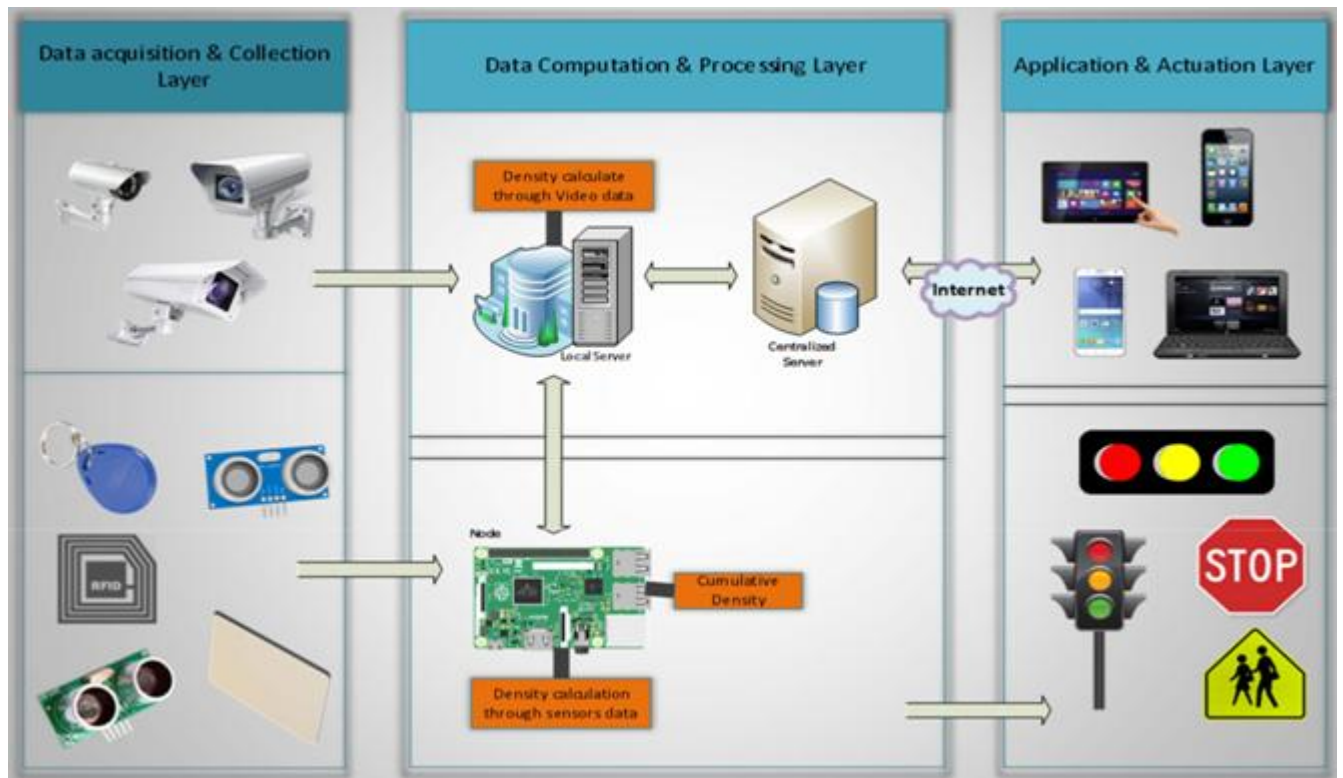 Data acquisition & Collection
Layer
Data Computation & Processing Layer
Application & Actuation Layer
Density calculate
through Video data
Local Server
Centralized
Server
Internet
RFID
Node
Cumulative
Density
Density calculation
through sensors data
STOP